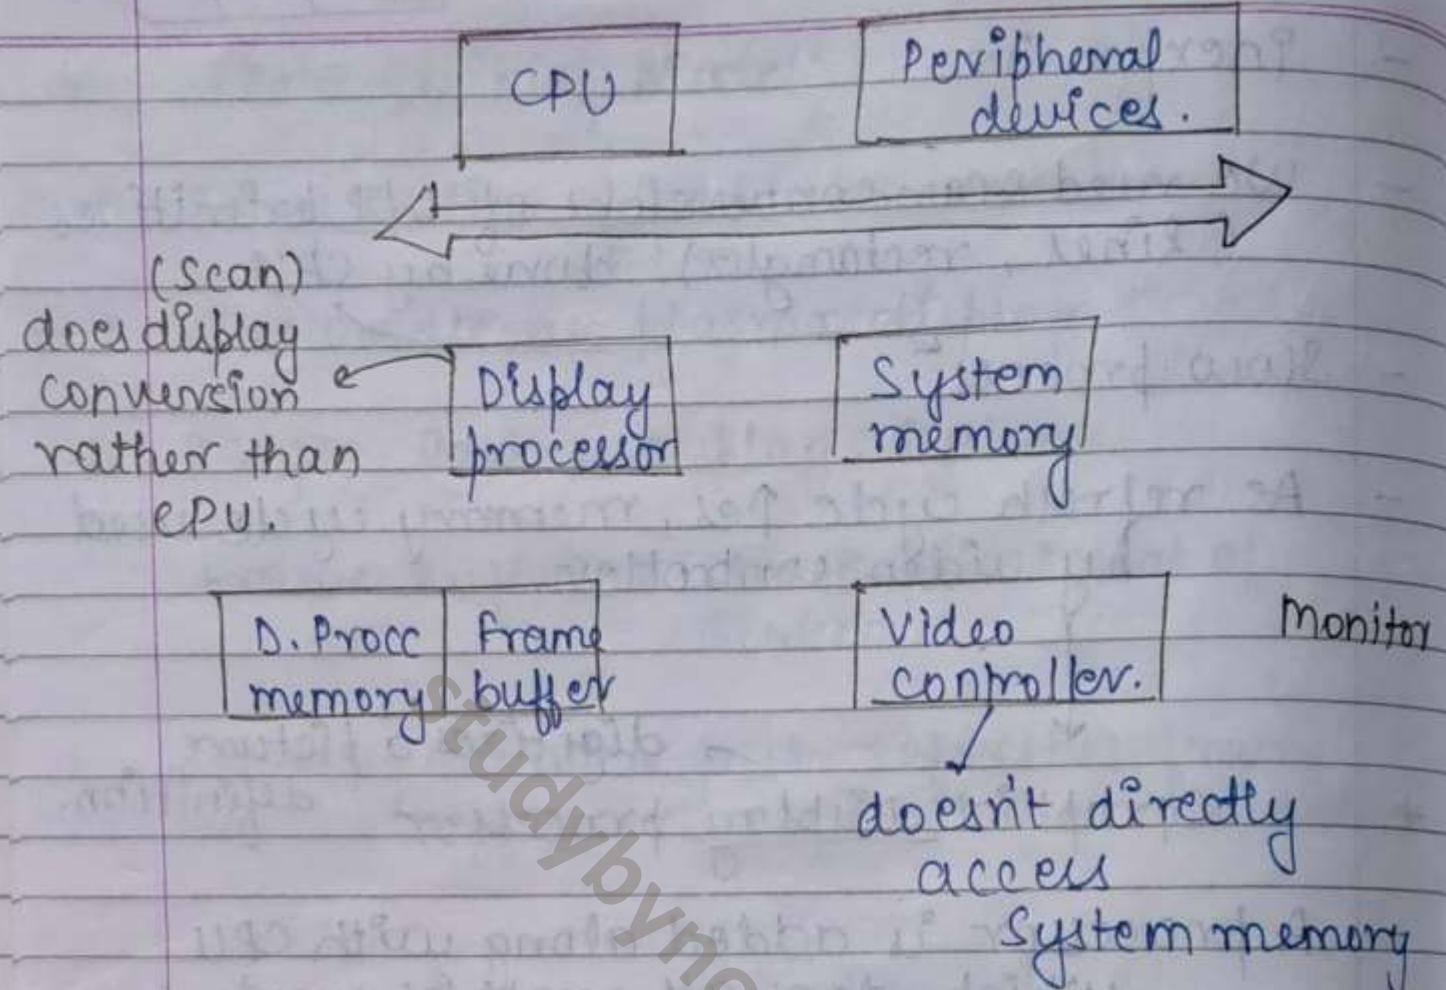 CPU
Peripheral
devices.
(scan)
does display
conversion
rather than
CPU.
Display
processor
System
memory
D. Procc
memory
Frame
buffer
Video
controller.
Monitor
doesn't directly
access
System memory